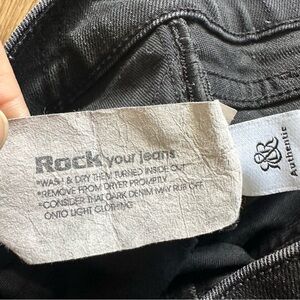 Rock your jeans
*WASH & DRY THEM TURNED INSIDE OUT
*REMOVE FROM DRYER PROMPTLY
*CONSIDER THAT DARK DENIM MAY RUB OFF
ONTO LIGHT CLOTHING
R&R
Authentic